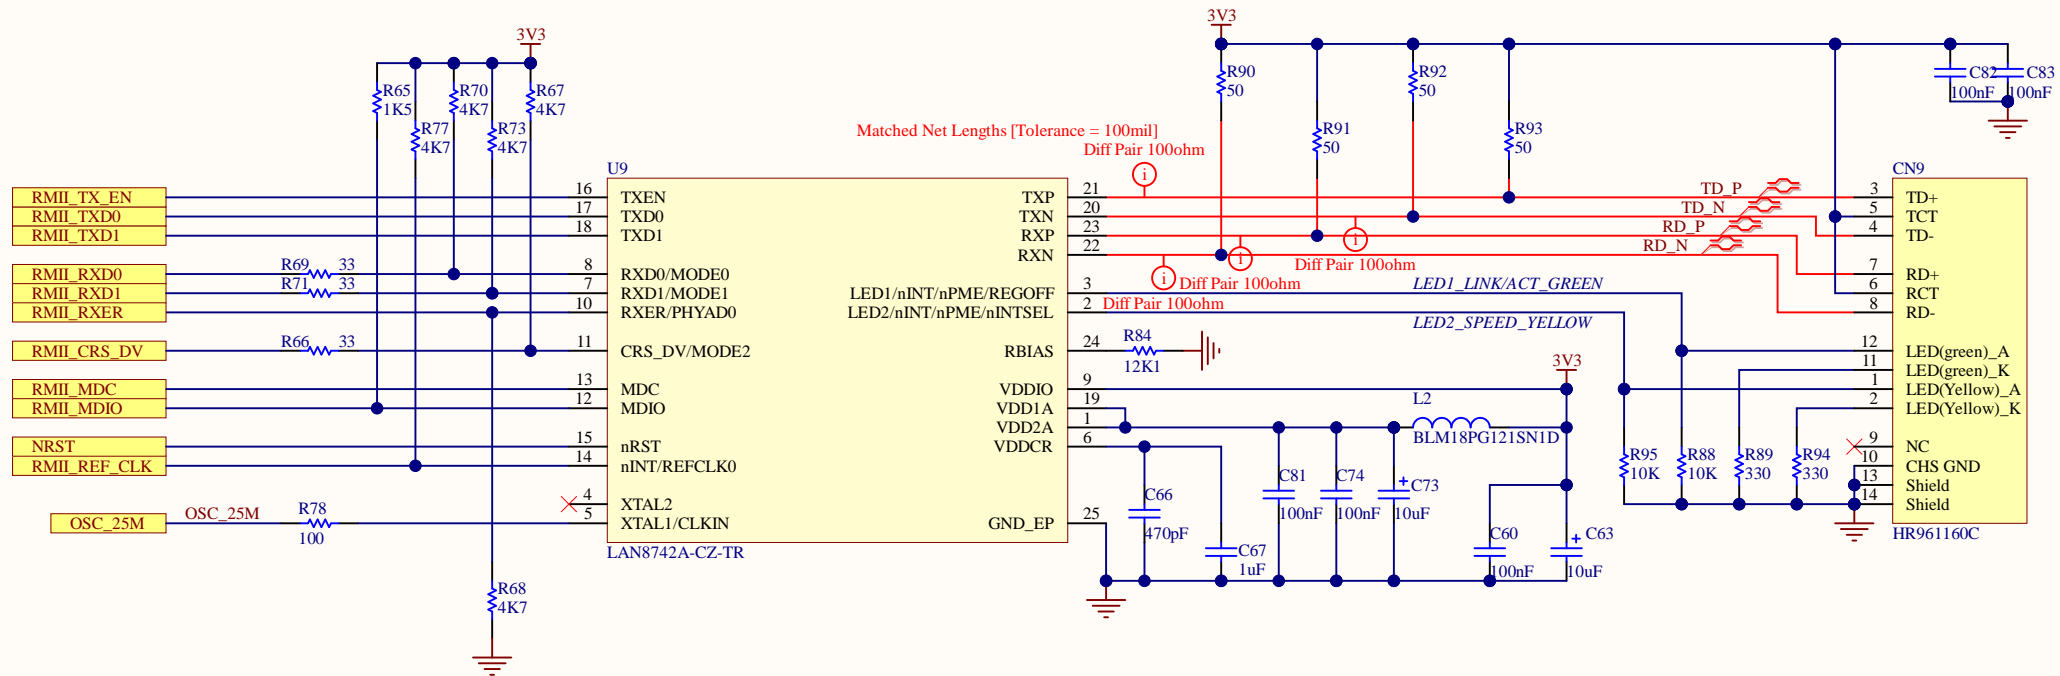 3V3
3V3
R65
1K5
R70
4K7
R67
4K7
R77
4K7
R73
4K7
R90
50
R92
50
R91
50
R93
50
C82
100nF
C83
100nF
Matched Net Lengths [Tolerance = 100mil]
Diff Pair 100ohm
i
U9
CN9
RMII_TX_EN
16
TXEN
TXP
21
TD_P
3
TD+
RMII_TXD0
17
TXD0
TXN
20
TD_N
5
TCT
RMII_TXD1
18
TXD1
RXP
23
i
RD_P
4
TD-
RXN
22
RD_N
i
Diff Pair 100ohm
RMII_RXD0
R69
33
8
RXD0/MODE0
i
Diff Pair 100ohm
7
RD+
RMII_RXD1
R71
33
7
RXD1/MODE1
LED1/nINT/nPME/REGOFF
3
Diff Pair 100ohm
LED1_LINK/ACT_GREEN
6
RCT
RMII_RXER
10
RXER/PHYAD0
LED2/nINT/nPME/nINTSEL
2
LED2_SPEED_YELLOW
8
RD-
RMII_CRS_DV
R66
33
11
CRS_DV/MODE2
RBIAS
24
R84
12K1
12
LED(green)_A
3V3
11
LED(green)_K
RMII_MDC
13
MDC
VDDIO
9
1
LED(Yellow)_A
RMII_MDIO
12
MDIO
VDD1A
19
L2
BLM18PG121SN1D
2
LED(Yellow)_K
VDD2A
1
NRST
15
nRST
VDDCR
6
9
NC
RMII_REF_CLK
14
nINT/REFCLK0
10
CHS GND
R95
10K
R88
10K
R89
330
R94
330
13
Shield
14
Shield
C81
100nF
C74
100nF
+
C73
10uF
4
XTAL2
OSC_25M
OSC_25M
R78
100
5
XTAL1/CLKIN
GND_EP
25
C66
470pF
C67
1uF
C60
100nF
+
C63
10uF
LAN8742A-CZ-TR
HR961160C
R68
4K7